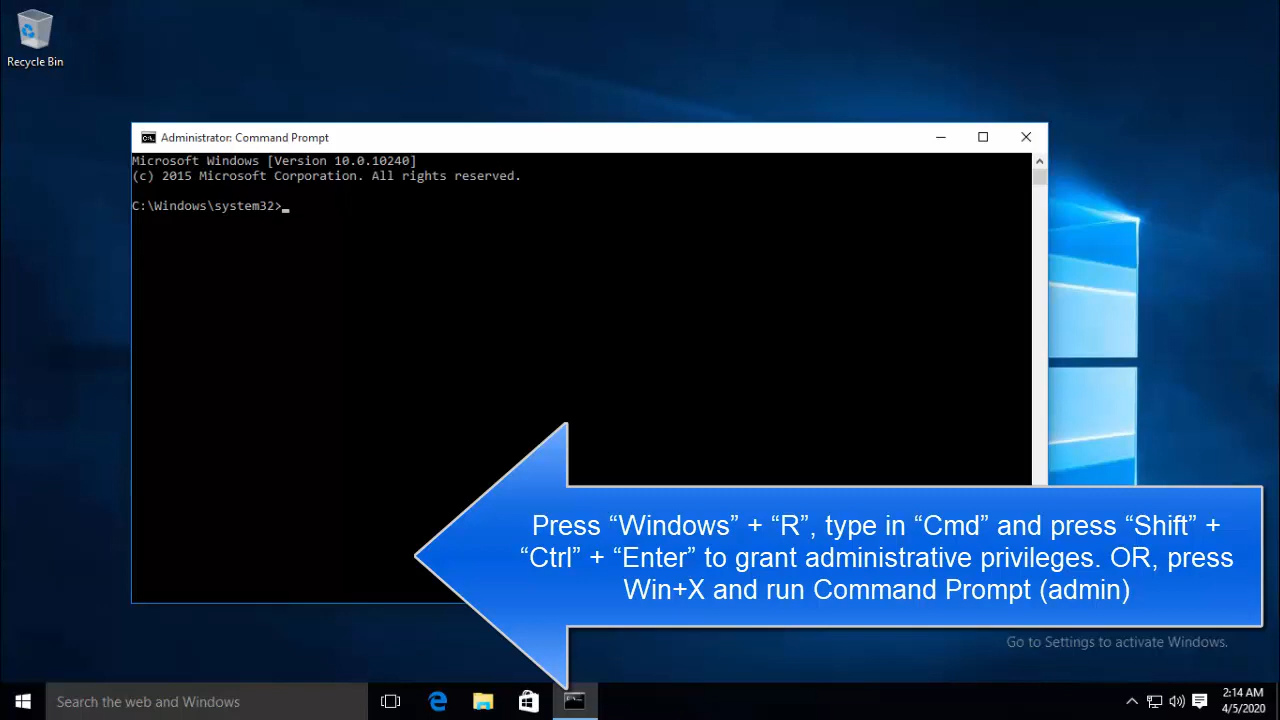 Recycle Bin
Administrator: Command Prompt
Microsoft Windows [Version 10.0.10240]
(c) 2015 Microsoft Corporation. All rights reserved.
C:\Windows\system32>_
Press “Windows” + “R”, type in “Cmd” and press “Shift” +
“Ctrl” + “Enter” to grant administrative privileges. OR, press
Win+X and run Command Prompt (admin)
Go to Settings to activate Windows.
Search the web and Windows
2:14 AM
4/5/2020